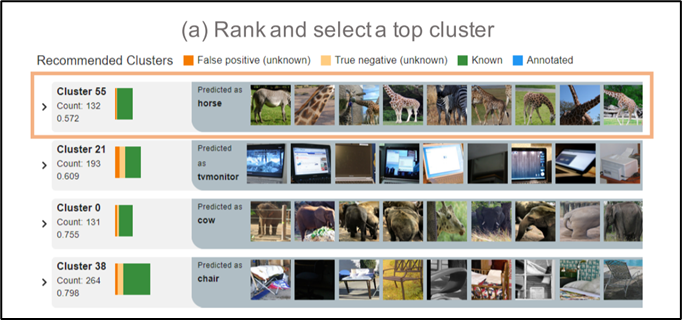 (a) Rank and select a top cluster
Recommended Clusters
False positive (unknown)
True negative (unknown)
Known
Annotated
Cluster 55
Count: 132
0.572
Predicted as
horse
Cluster 21
Count: 193
0.609
Predicted
as
tvmonitor
Cluster 0
Count: 131
0.755
Predicted as
cow
Cluster 38
Count: 264
0.798
Predicted as
chair